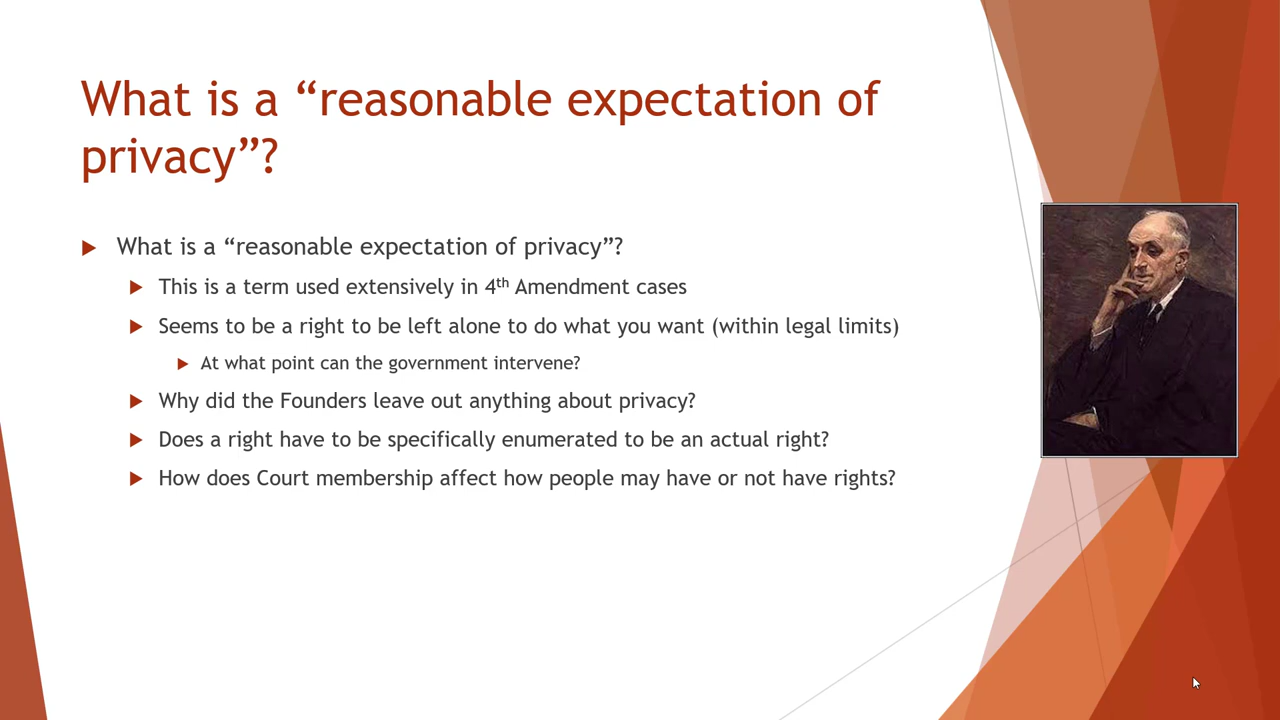 What is a “reasonable expectation of
privacy”?
What is a “reasonable expectation of privacy”?
This is a term used extensively in 4th Amendment cases
Seems to be a right to be left alone to do what you want (within legal limits)
At what point can the government intervene?
Why did the Founders leave out anything about privacy?
Does a right have to be specifically enumerated to be an actual right?
How does Court membership affect how people may have or not have rights?